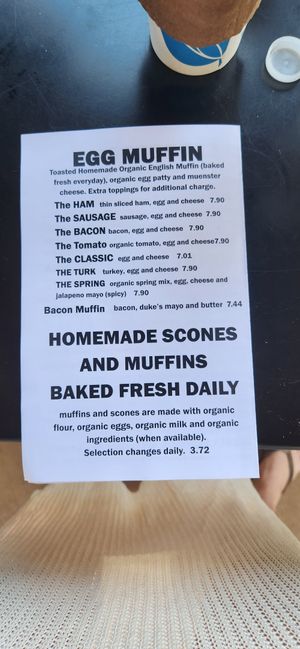 EGG MUFFIN
Toasted Homemade Organic English Muffin (baked
fresh everyday), organic egg patty and muenster
cheese. Extra toppings for additional charge.
The HAM thin sliced ham, egg and cheese 7.90
The SAUSAGE sausage, egg and cheese 7.90
The BACON bacon, egg and cheese 7.90
The Tomato organic tomato, egg and cheese7.90
The CLASSIC egg and cheese 7.01
THE TURK turkey, egg and cheese 7.90
THE SPRING organic spring mix, egg, cheese and
jalapeno mayo (spicy) 7.90
Bacon Muffin bacon, duke's mayo and butter 7.44
HOMEMADE SCONES
AND MUFFINS
BAKED FRESH DAILY
muffins and scones are made with organic
flour, organic eggs, organic milk and organic
ingredients (when available).
Selection changes daily. 3.72